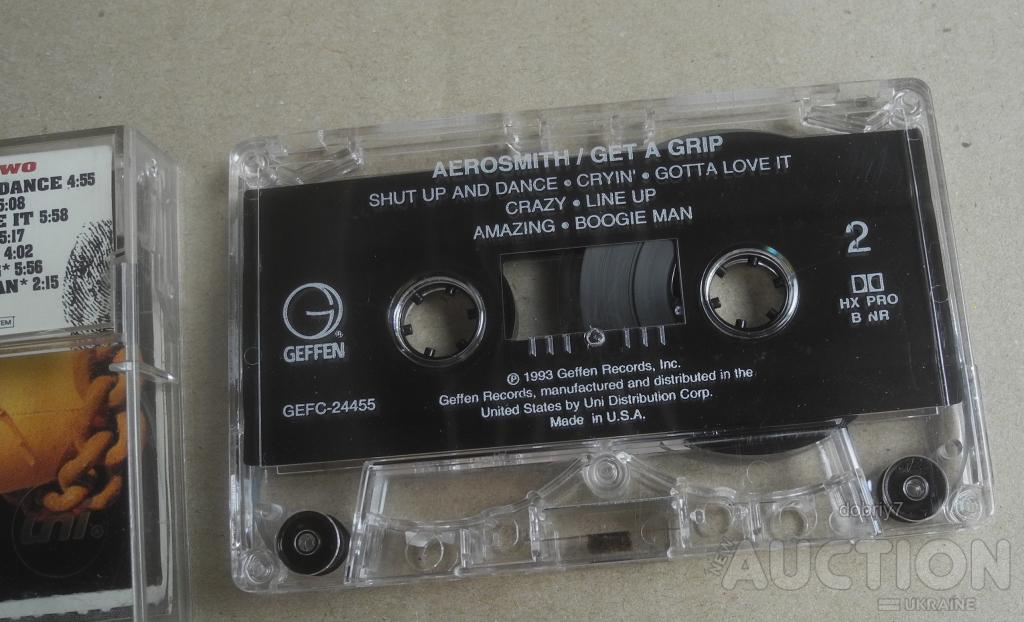 WO
DANCE 4:55
5:08
E IT 5:58
5:17
4:02
* 5:56
AN* 2:15
TEM
uni®
AEROSMITH / GET A GRIP
SHUT UP AND DANCE • CRYIN' • GOTTA LOVE IT
CRAZY • LINE UP
AMAZING • BOOGIE MAN
2
HX PRO
B NR
G®
GEFFEN
GEFC-24455
℗ 1993 Geffen Records, Inc.
Geffen Records, manufactured and distributed in the
United States by Uni Distribution Corp.
Made in U.S.A.
dobriy7
AUCTION
UKRAINE